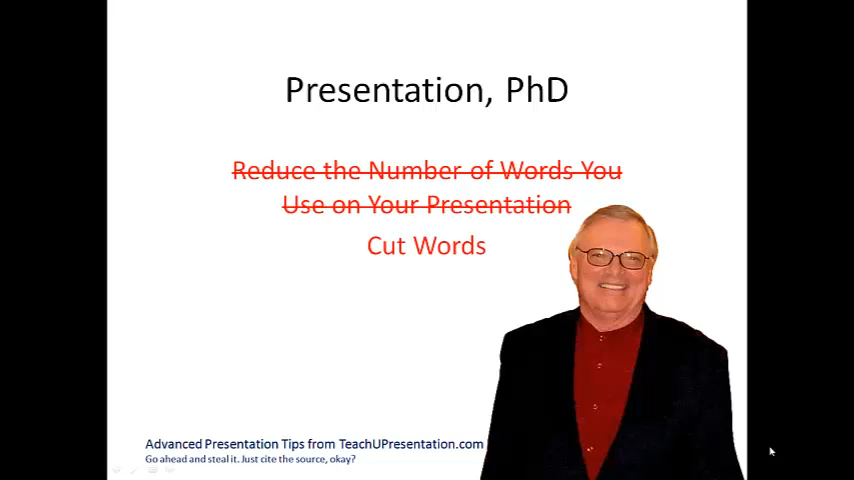 Presentation, PhD
Reduce the Number of Words You
Use on Your Presentation
Cut Words
Advanced Presentation Tips from TeachUPresentation.com
Go ahead and steal it. Just cite the source, okay?